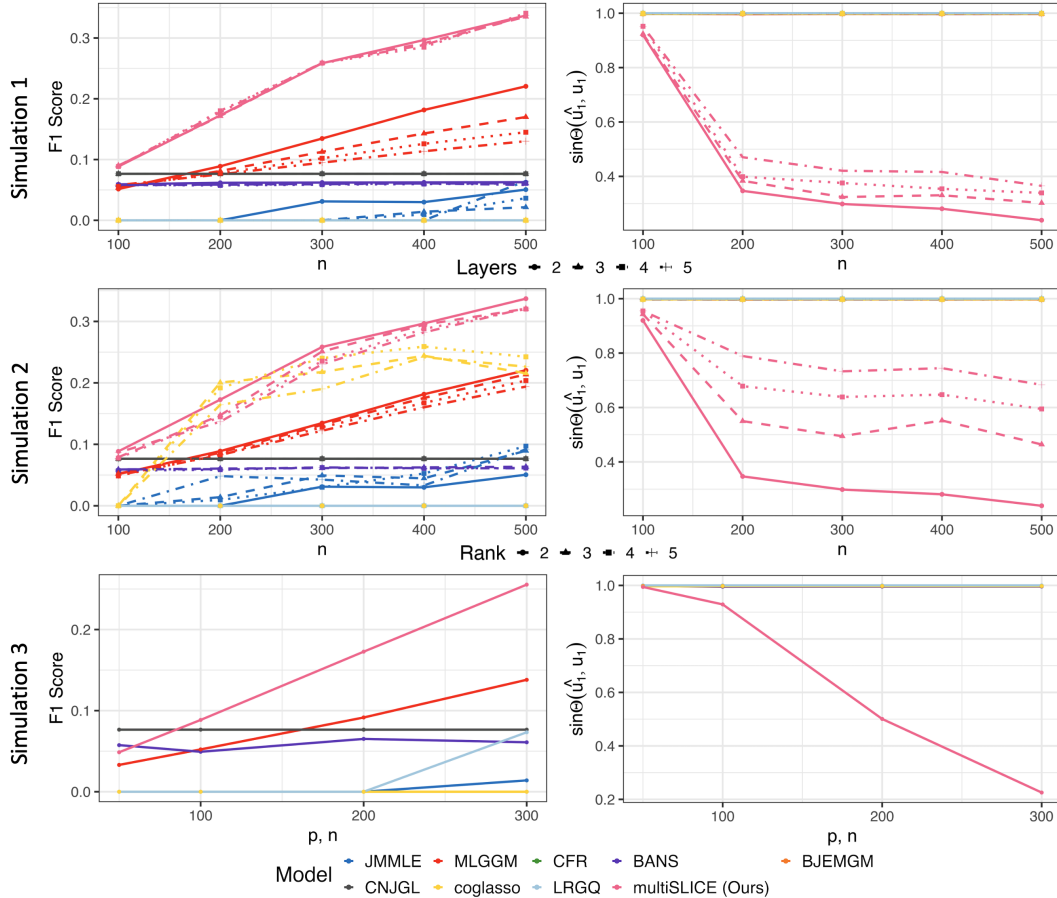 Simulation 1
F1 Score
0.3
0.2
0.1
0.0
100 200 300 400 500
n
sinΘ(û₁, u₁)
1.0
0.8
0.6
0.4
100 200 300 400 500
n
Layers 2 3 4 5
Simulation 2
F1 Score
0.3
0.2
0.1
0.0
100 200 300 400 500
n
sinΘ(û₁, u₁)
1.0
0.8
0.6
0.4
100 200 300 400 500
n
Rank 2 3 4 5
Simulation 3
F1 Score
0.2
0.1
0.0
100 200 300
p, n
sinΘ(û₁, u₁)
1.0
0.8
0.6
0.4
0.2
100 200 300
p, n
Model
JMMLE MLGGM CFR BANS BJEMGM
CNJGL coglasso LRGQ multiSLICE (Ours)